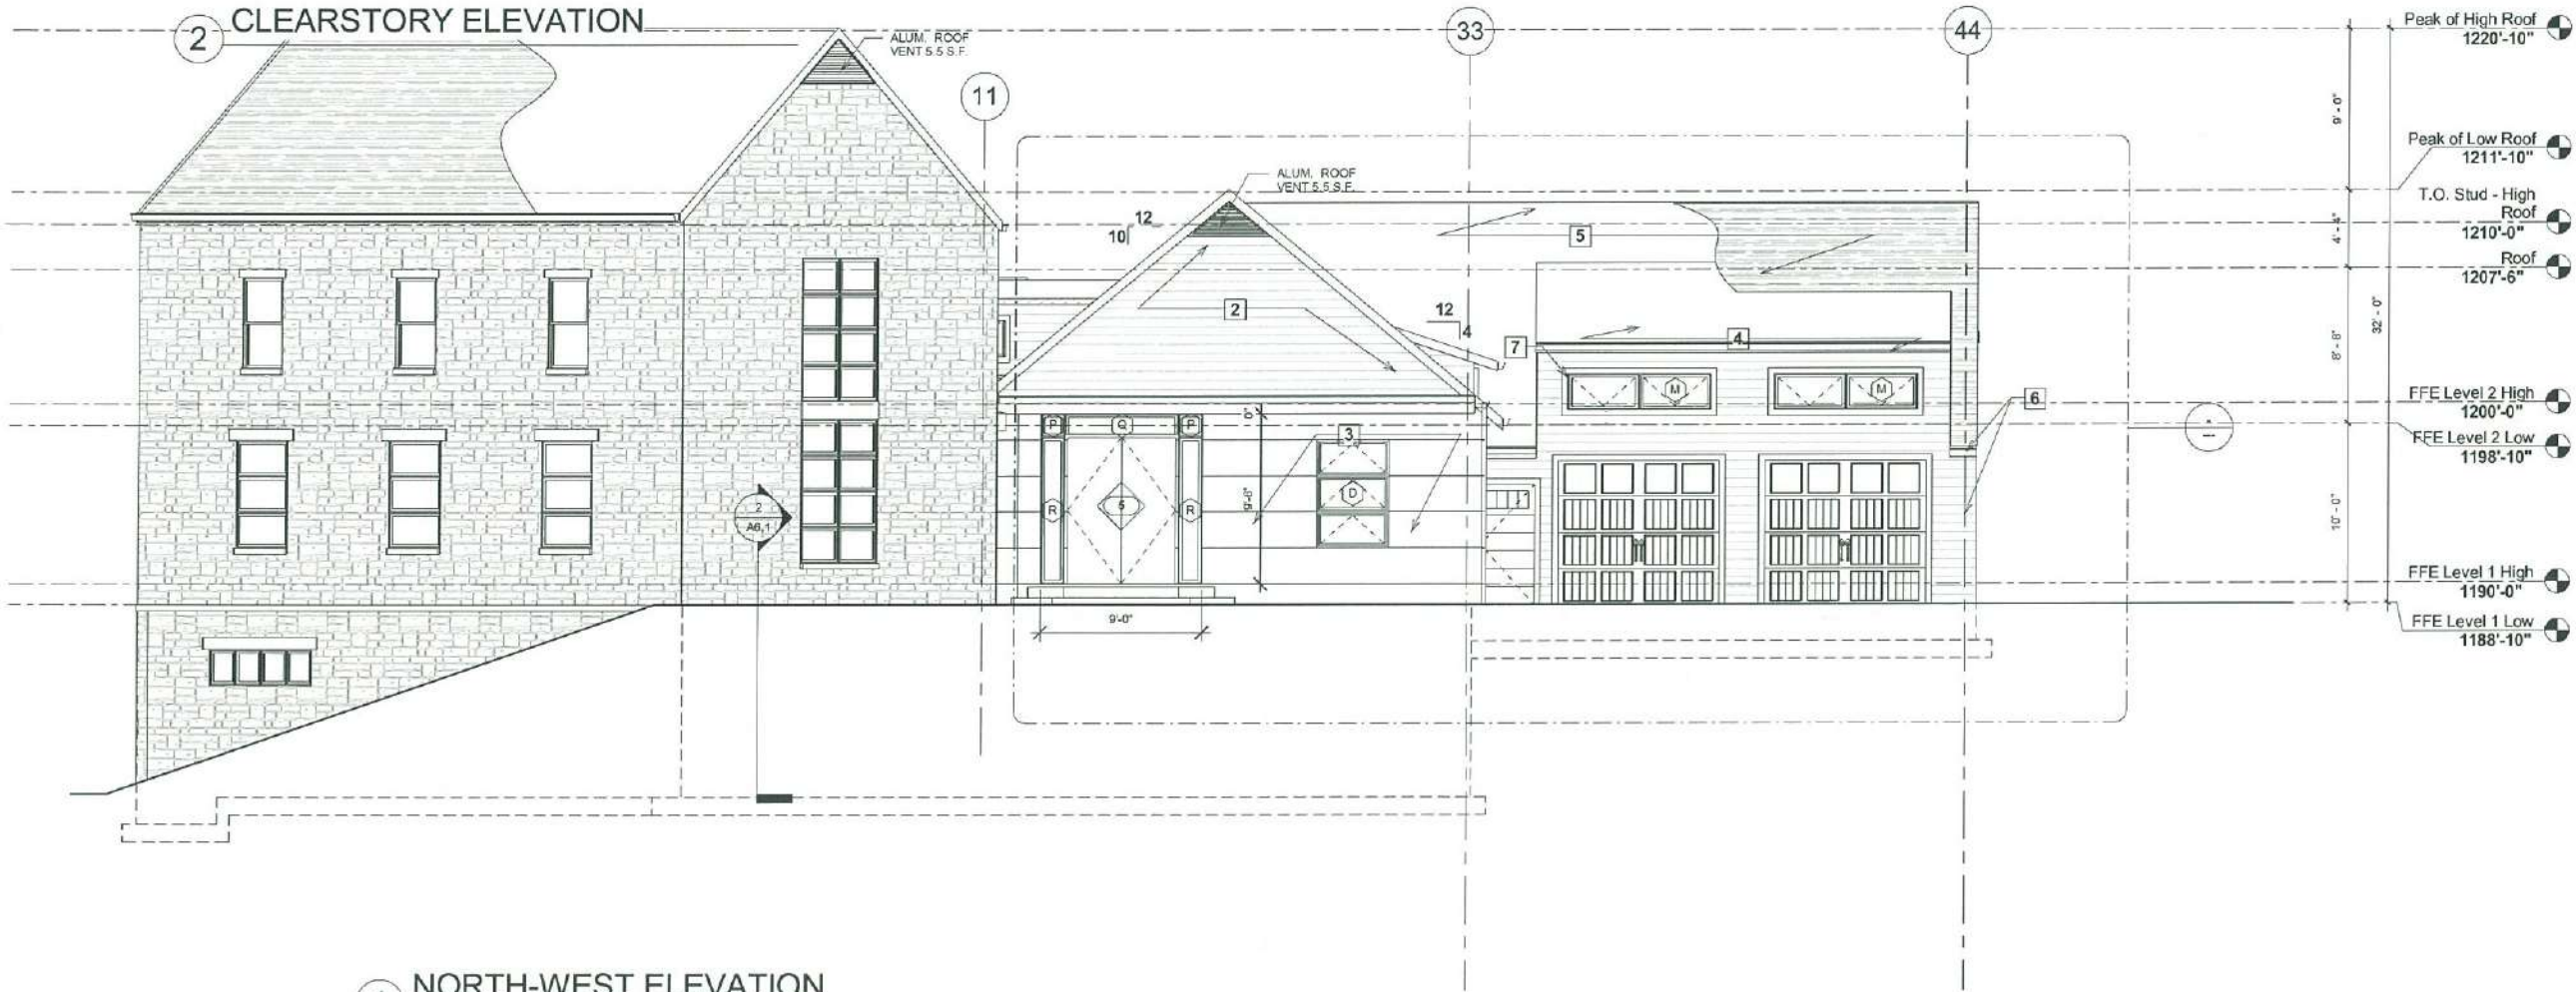 2 CLEARSTORY ELEVATION
ALUM. ROOF
VENT 5.5 S.F.
11
33
44
Peak of High Roof
1220'-10"
9'-0"
Peak of Low Roof
1211'-10"
ALUM. ROOF
VENT 5.5 S.F.
T.O. Stud - High
Roof
1210'-0"
4'-4"
12
10
5
Roof
1207'-6"
2
12
4
7
4
8'-8"
32'-0"
M
M
6
FFE Level 2 High
1200'-0"
FFE Level 2 Low
1198'-10"
P
Q
P
3
R
5
R
9'-6"
D
2
A6.1
10'-0"
FFE Level 1 High
1190'-0"
FFE Level 1 Low
1188'-10"
9'-0"
NORTH-WEST ELEVATION